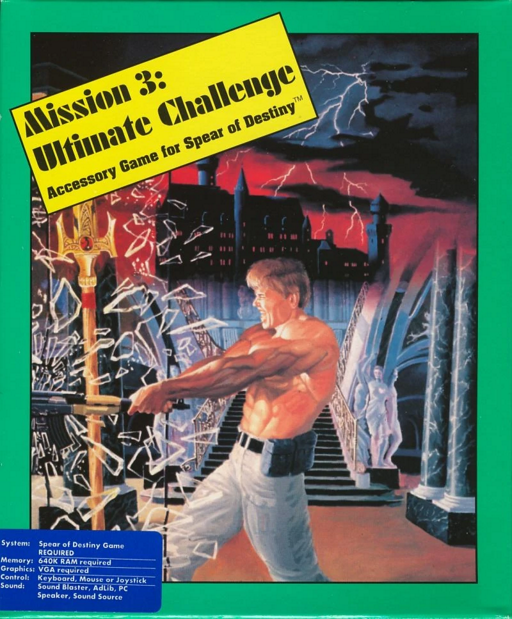 Mission 3:
Ultimate Challenge
Accessory Game for Spear of Destiny™
System: Spear of Destiny Game
REQUIRED
Memory: 640K RAM required
Graphics: VGA required
Control: Keyboard, Mouse or Joystick
Sound: Sound Blaster, AdLib, PC
Speaker, Sound Source